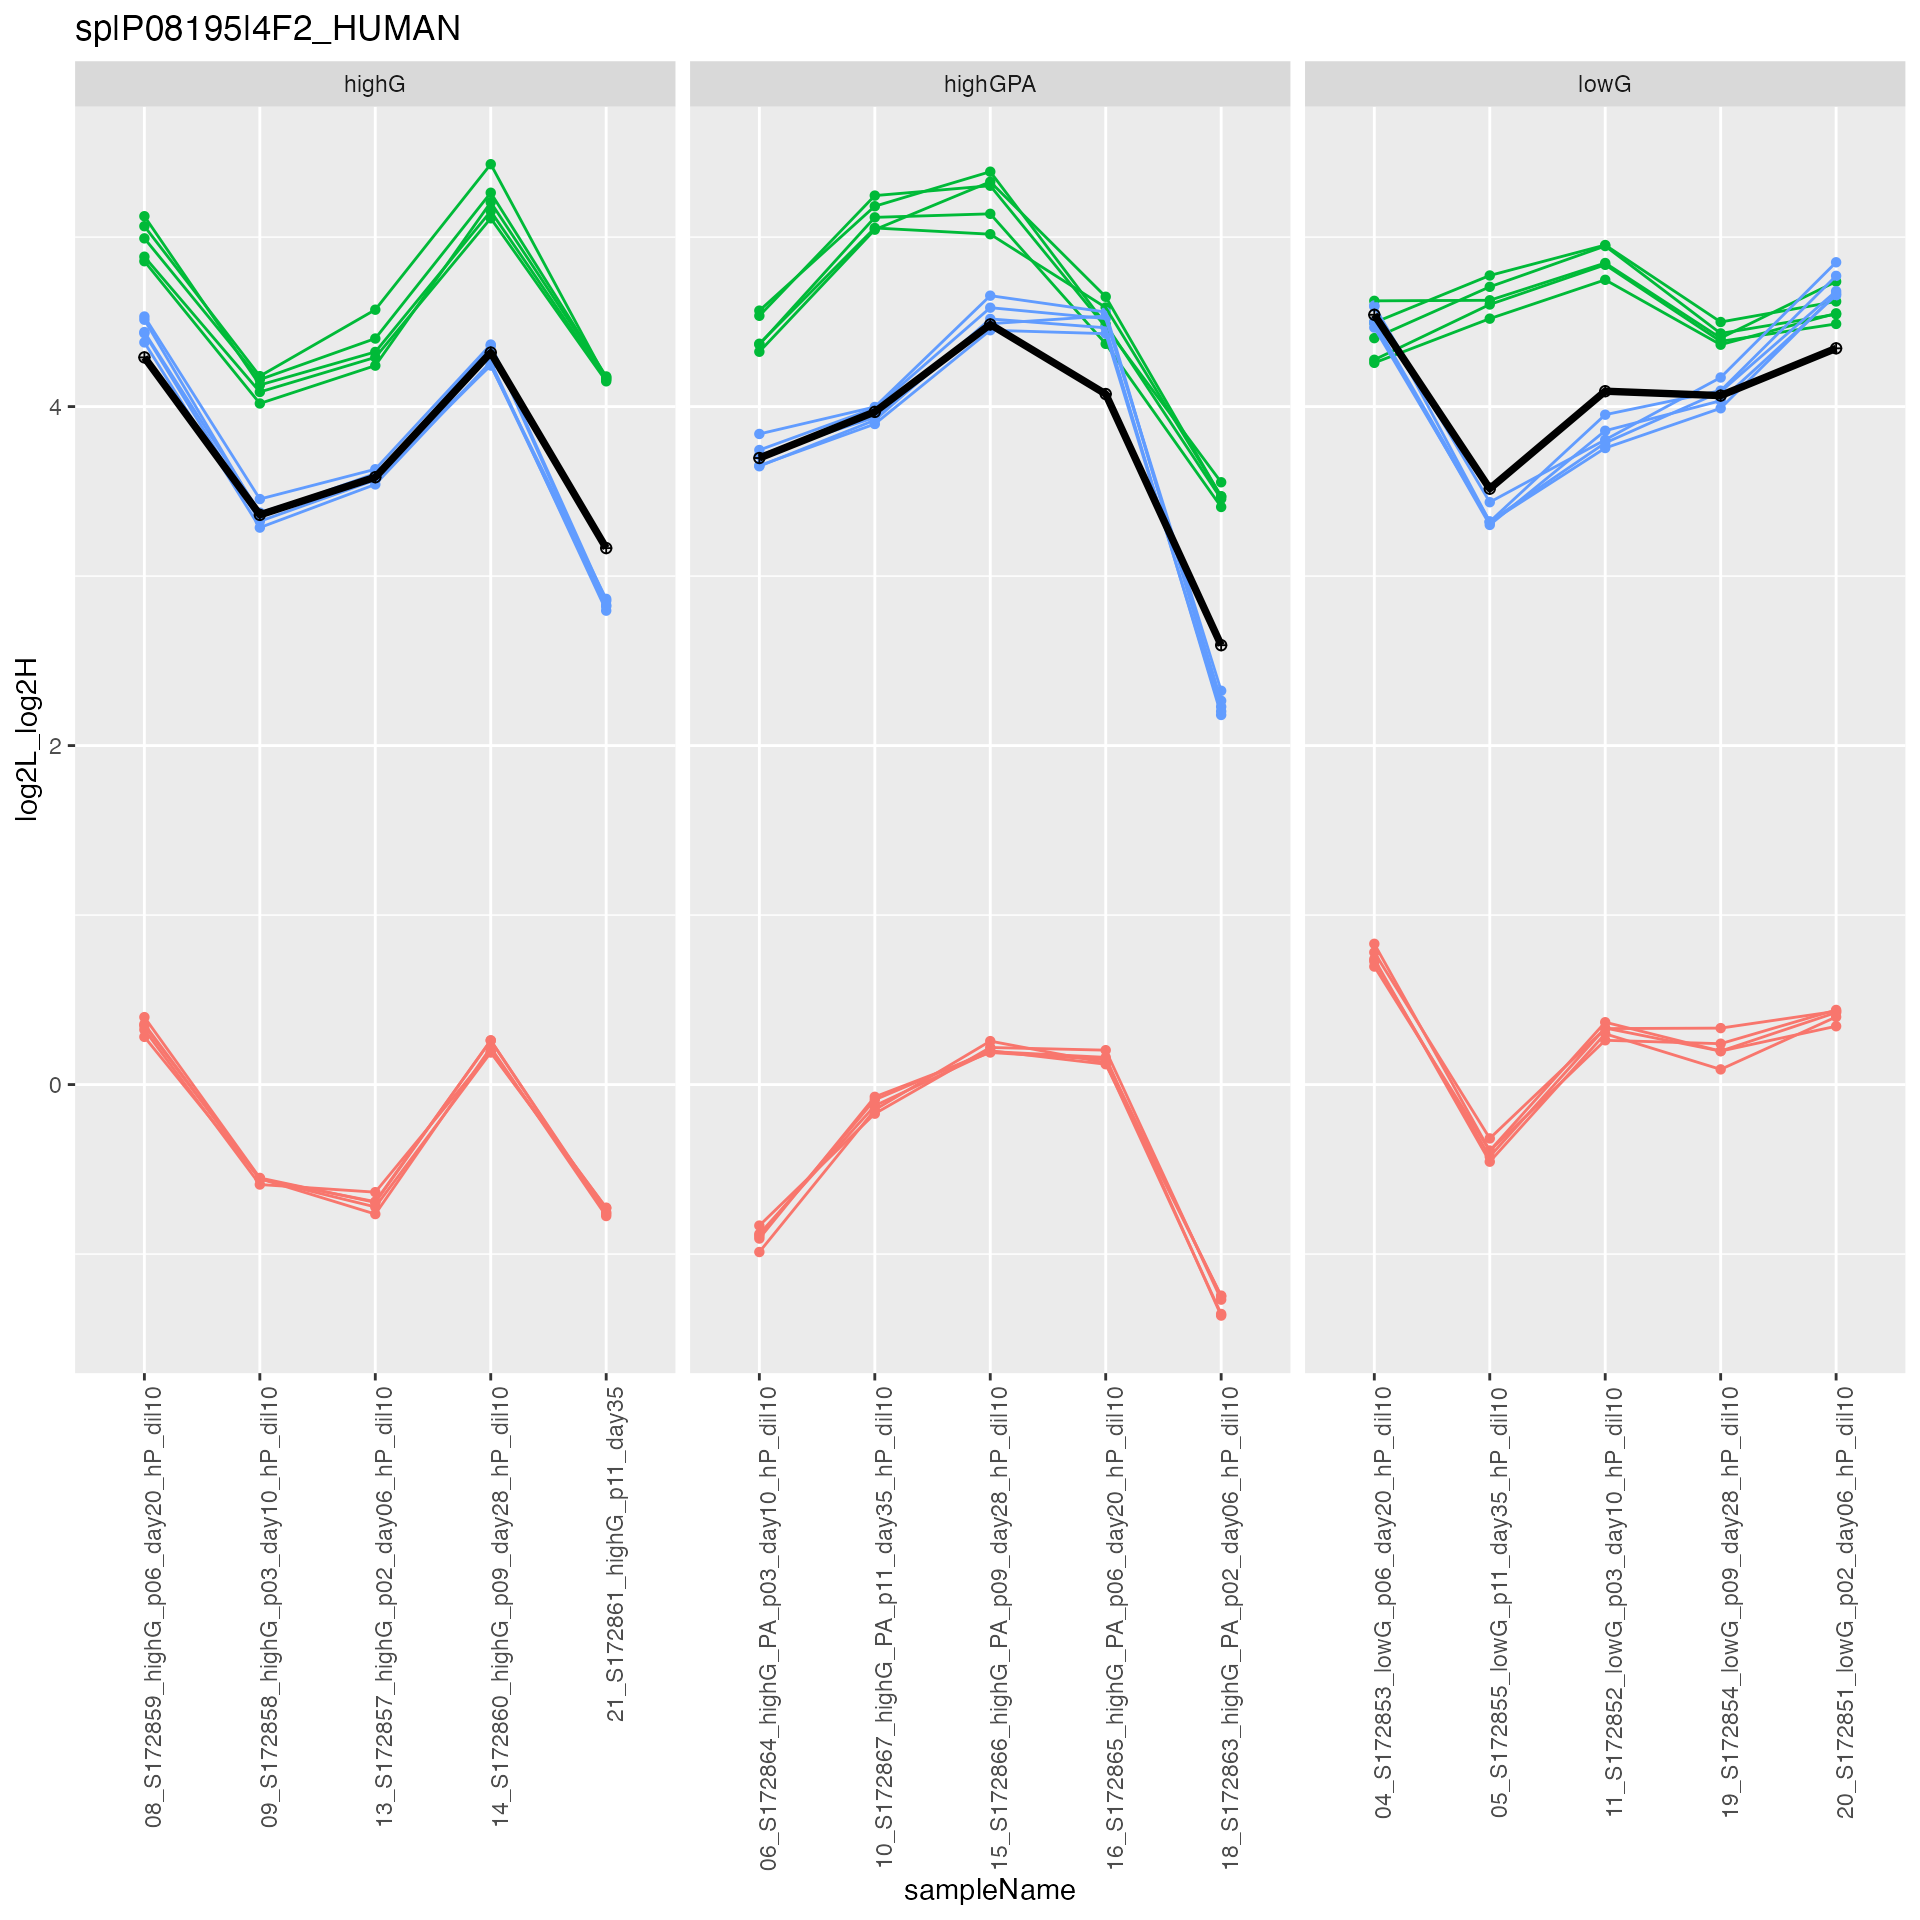 sp|P08195|4F2_HUMAN
highG
highGPA
lowG
log2L_log2H
4
2
0
08_S172859_highG_p06_day20_hP_dil10
09_S172858_highG_p03_day10_hP_dil10
13_S172857_highG_p02_day06_hP_dil10
14_S172860_highG_p09_day28_hP_dil10
21_S172861_highG_p11_day35
06_S172864_highG_PA_p03_day10_hP_dil10
10_S172867_highG_PA_p11_day35_hP_dil10
15_S172866_highG_PA_p09_day28_hP_dil10
16_S172865_highG_PA_p06_day20_hP_dil10
18_S172863_highG_PA_p02_day06_hP_dil10
04_S172853_lowG_p06_day20_hP_dil10
05_S172855_lowG_p11_day35_hP_dil10
11_S172852_lowG_p03_day10_hP_dil10
19_S172854_lowG_p09_day28_hP_dil10
20_S172851_lowG_p02_day06_hP_dil10
sampleName